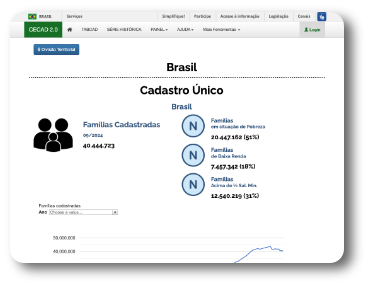 BRASIL Serviços Simplifique! Participe Acesso à informação Legislação Canais
CECAD 2.0 TABCAD SÉRIE HISTÓRICA PAINEL AJUDA Mais Ferramentas Login
Divisão Territorial
Brasil
Cadastro Único
Brasil
Famílias Cadastradas
09/2024
40.444.723
N
Famílias
em situação de Pobreza
20.447.162 (51%)
N
Famílias
de Baixa Renda
7.457.342 (18%)
N
Famílias
Acima de ½ Sal. Mín.
12.540.219 (31%)
Famílias cadastradas
Ano Choose a value...
50,000,000
40,000,000